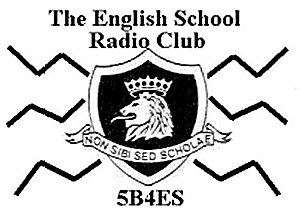 The English School
Radio Club
NON SIBI SED SCHOLAE
5B4ES